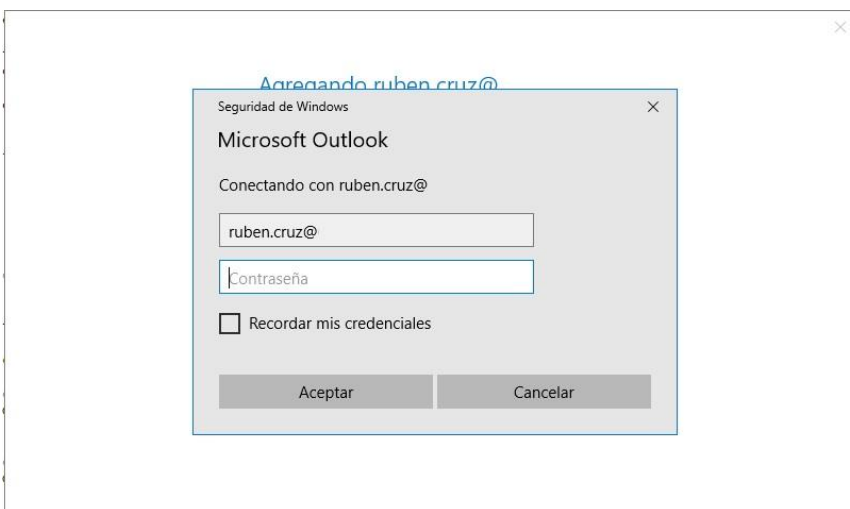 Agregando ruben.cruz@
Seguridad de Windows
Microsoft Outlook
Conectando con ruben.cruz@
ruben.cruz@
Contraseña
Recordar mis credenciales
Aceptar
Cancelar